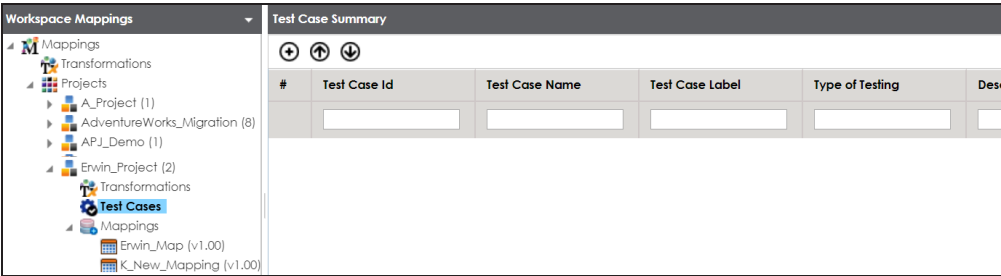 Workspace Mappings
Mappings
Transformations
Projects
A_Project (1)
AdventureWorks_Migration (8)
APJ_Demo (1)
Erwin_Project (2)
Transformations
Test Cases
Mappings
Erwin_Map (v1.00)
K_New_Mapping (v1.00)
Test Case Summary
# Test Case Id Test Case Name Test Case Label Type of Testing Desc